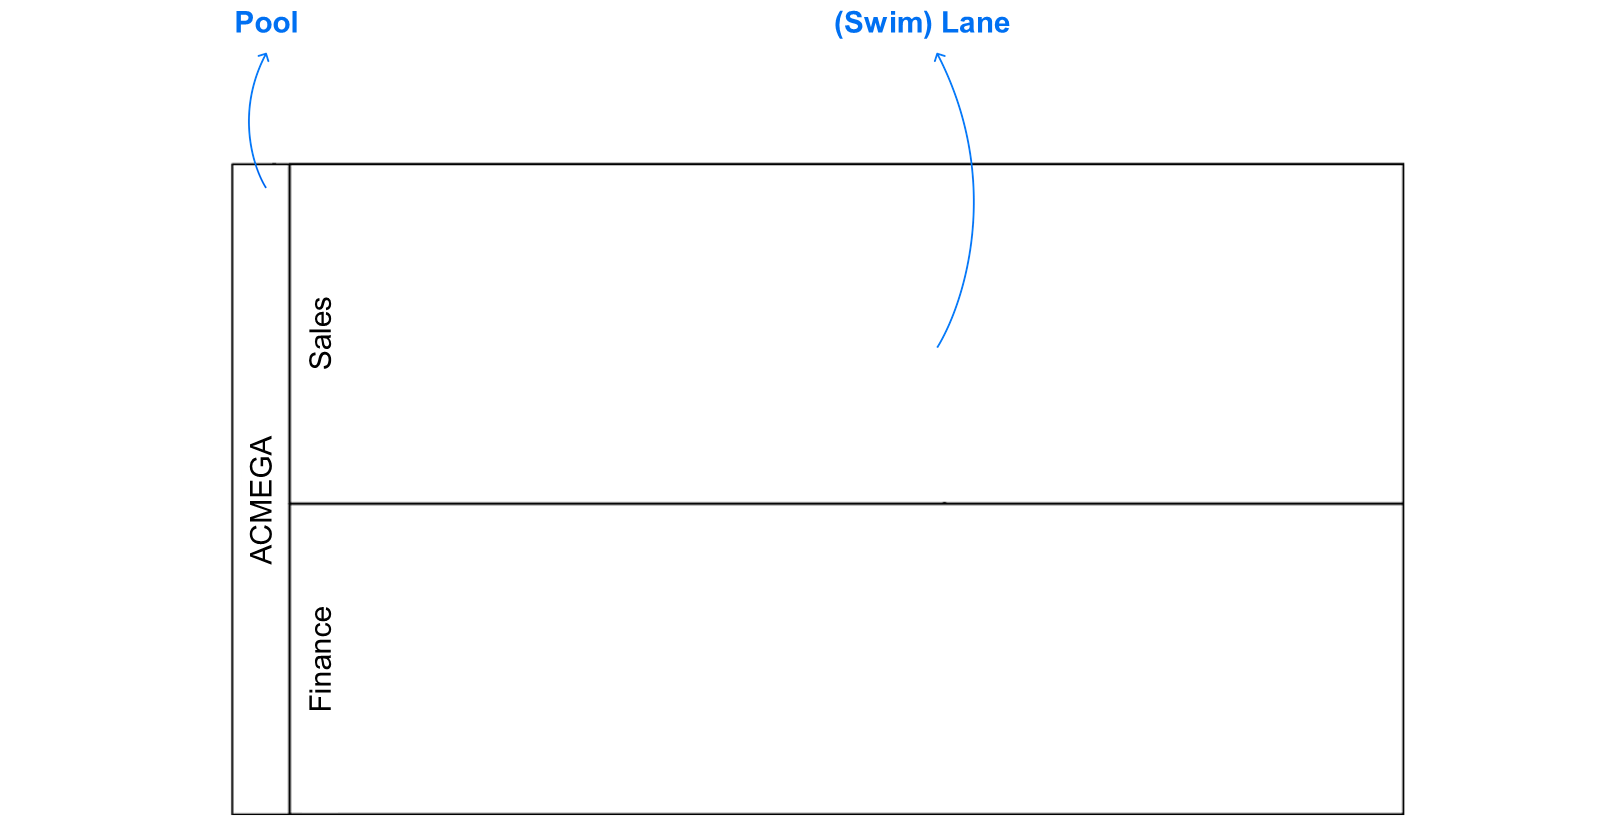 Pool
(Swim) Lane
ACMEGA
Sales
Finance